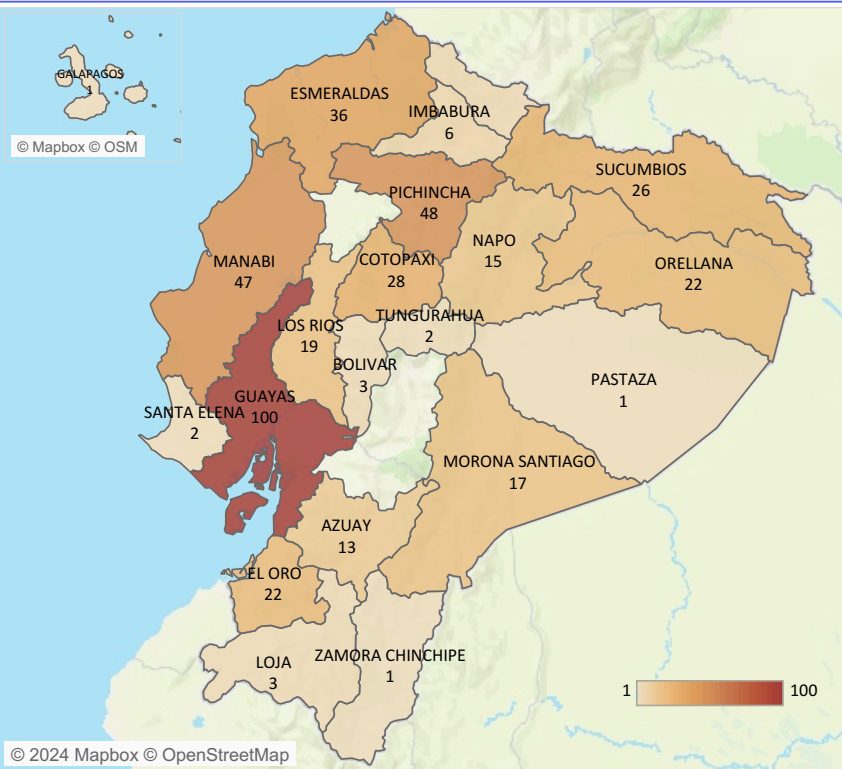 GALAPAGOS
1
© Mapbox © OSM
ESMERALDAS
36
IMBABURA
6
SUCUMBIOS
26
PICHINCHA
48
NAPO
15
MANABI
47
COTOPAXI
28
ORELLANA
22
TUNGURAHUA
2
LOS RIOS
19
BOLIVAR
3
PASTAZA
1
GUAYAS
100
SANTA ELENA
2
MORONA SANTIAGO
17
AZUAY
13
EL ORO
22
LOJA
3
ZAMORA CHINCHIPE
1
1 100
© 2024 Mapbox © OpenStreetMap